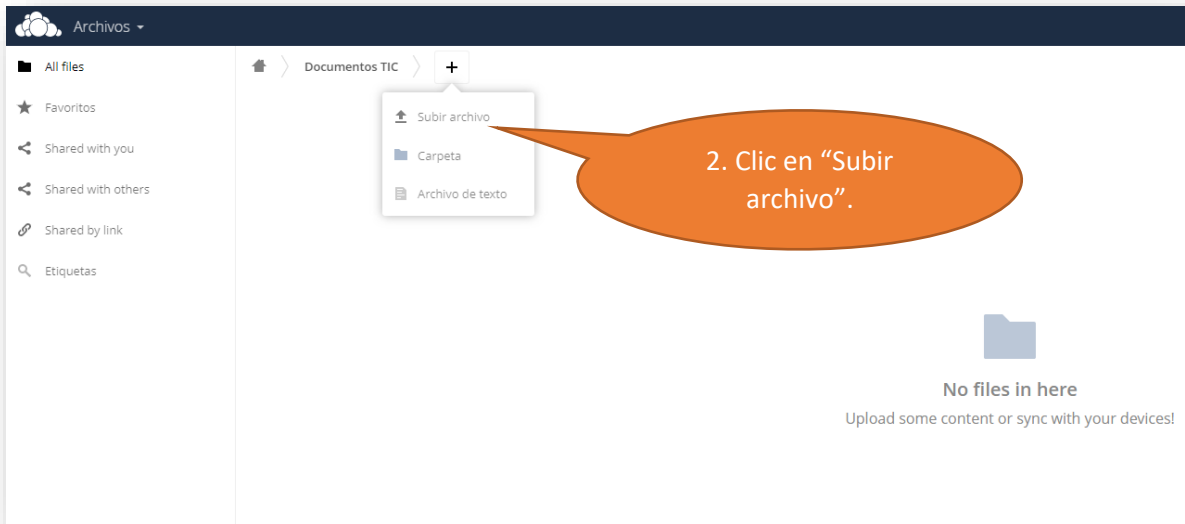 Archivos
All files
Documentos TIC
+
Favoritos
Subir archivo
Shared with you
Carpeta
2. Clic en “Subir
archivo”.
Shared with others
Archivo de texto
Shared by link
Etiquetas
No files in here
Upload some content or sync with your devices!